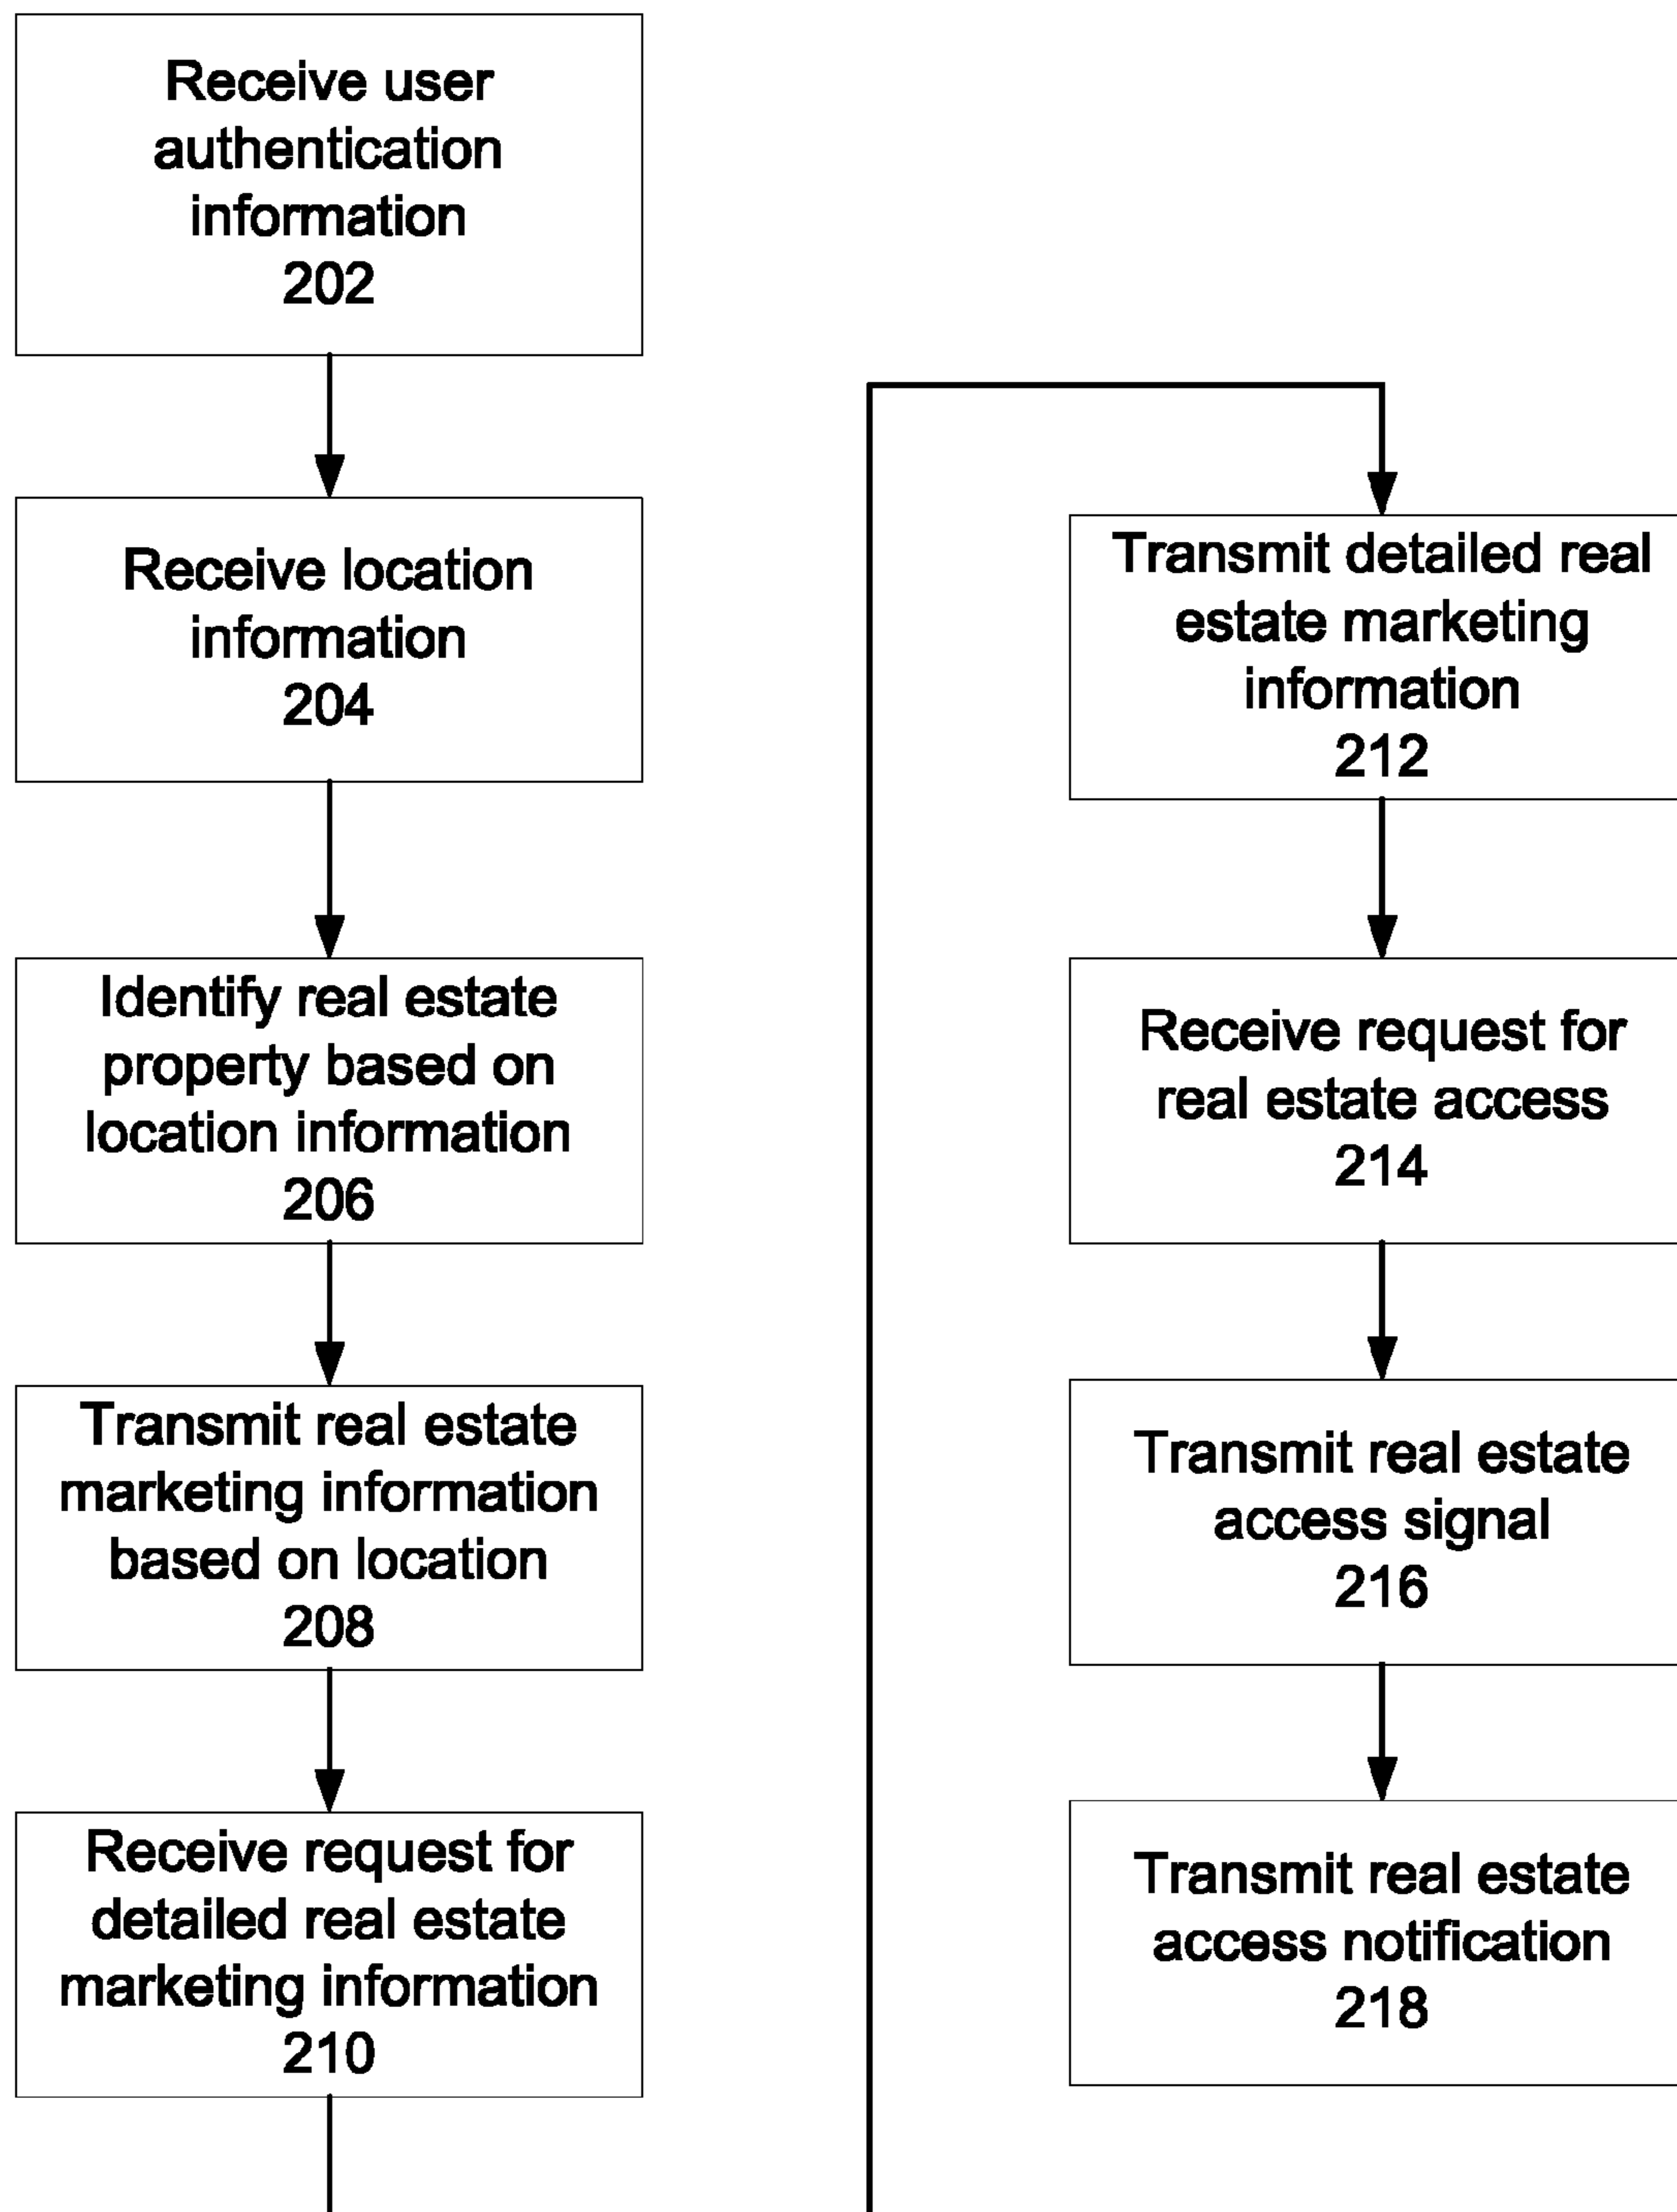 Receive user
authentication
information
202
Receive location
information
204
Identify real estate
property based on
location information
206
Transmit real estate
marketing information
based on location
208
Receive request for
detailed real estate
marketing information
210
Transmit detailed real
estate marketing
information
212
Receive request for
real estate access
214
Transmit real estate
access signal
216
Transmit real estate
access notification
218